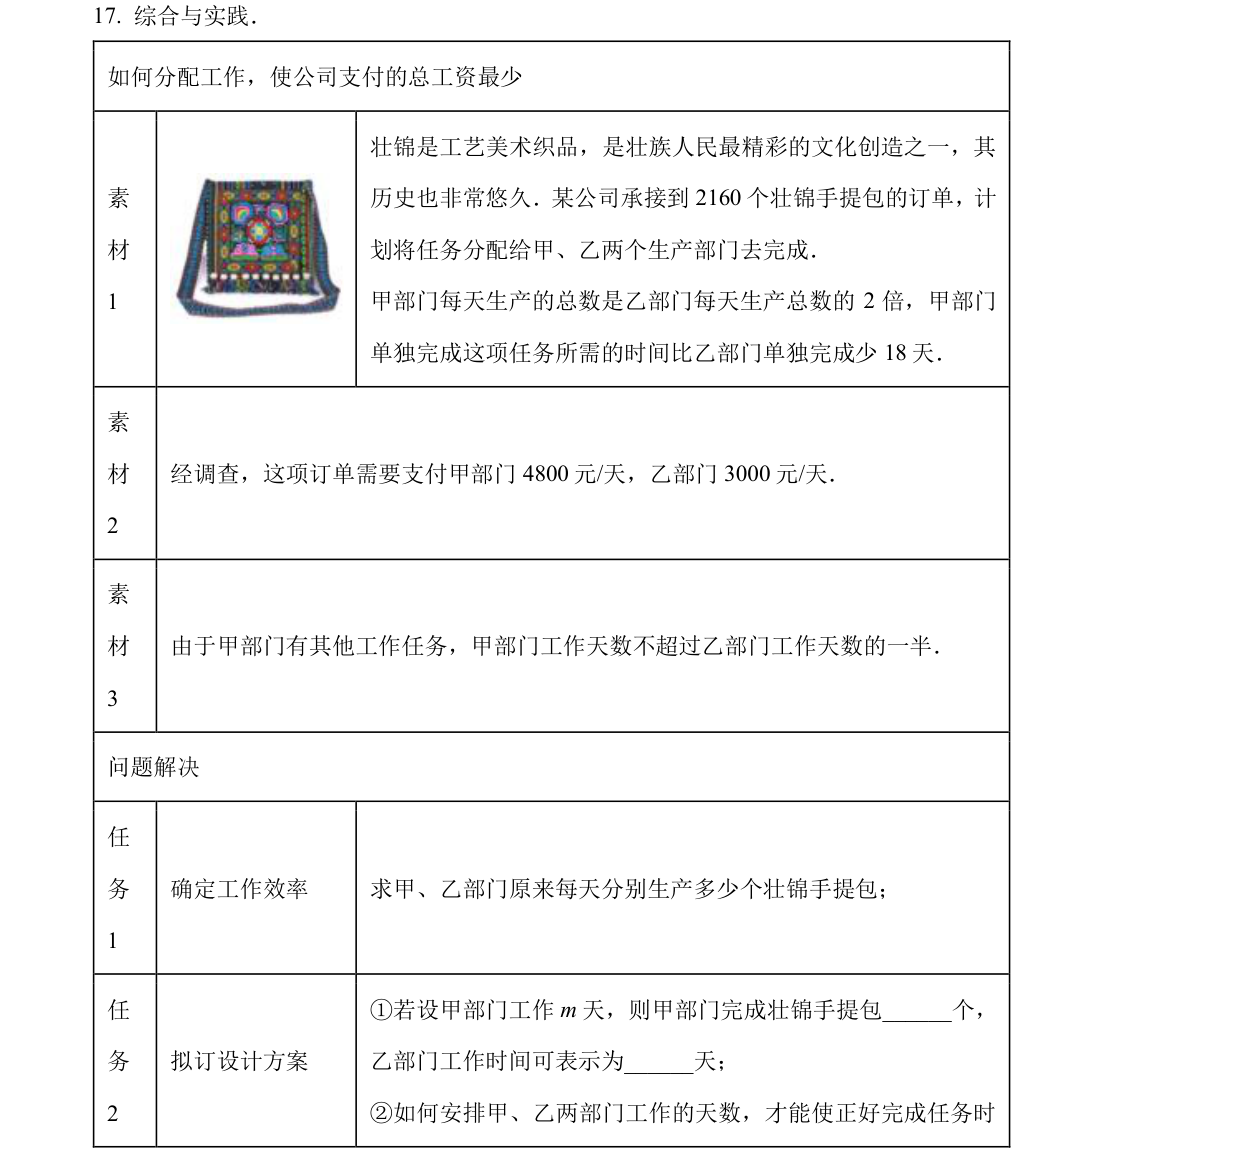 17. 综合与实践．
如何分配工作，使公司支付的总工资最少
素
材
1
壮锦是工艺美术织品，是壮族人民最精彩的文化创造之一，其
历史也非常悠久．某公司承接到 2160 个壮锦手提包的订单，计
划将任务分配给甲、乙两个生产部门去完成．
甲部门每天生产的总数是乙部门每天生产总数的 2 倍，甲部门
单独完成这项任务所需的时间比乙部门单独完成少 18 天．
素
材
2
经调查，这项订单需要支付甲部门 4800 元/天，乙部门 3000 元/天．
素
材
3
由于甲部门有其他工作任务，甲部门工作天数不超过乙部门工作天数的一半．
问题解决
任
务
1
确定工作效率
求甲、乙部门原来每天分别生产多少个壮锦手提包；
任
务
2
拟订设计方案
①若设甲部门工作 m 天，则甲部门完成壮锦手提包______个，
乙部门工作时间可表示为______天；
②如何安排甲、乙两部门工作的天数，才能使正好完成任务时